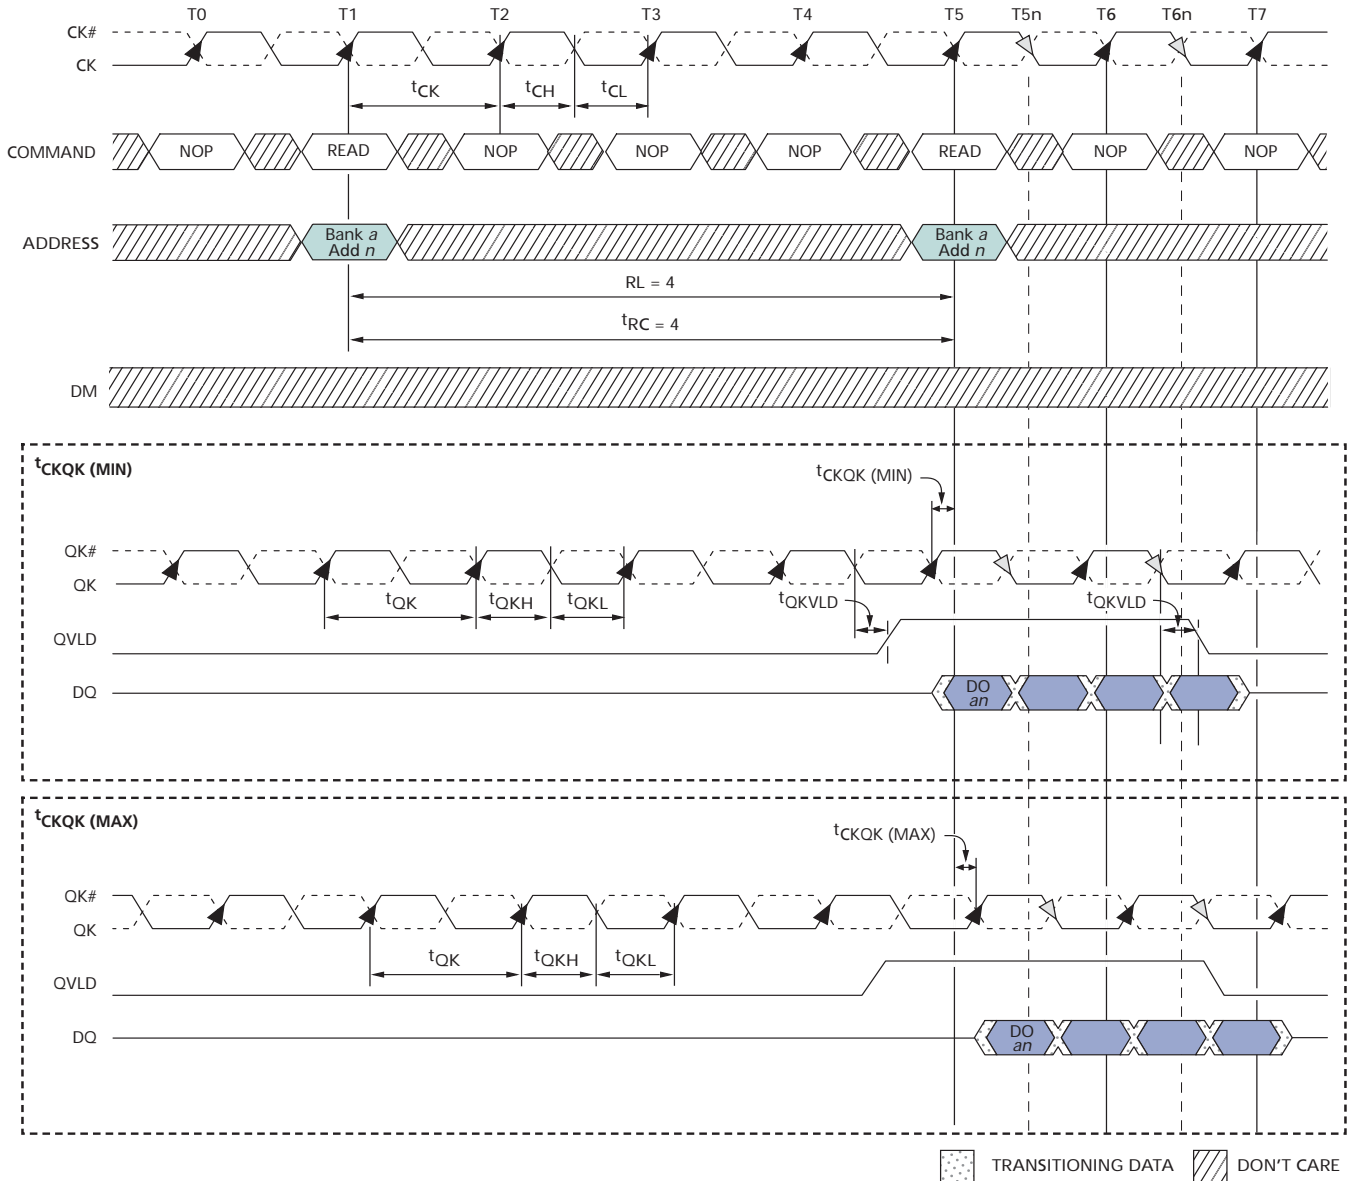 T0 T1 T2 T3 T4 T5 T5n T6 T6n T7
CK#
CK
tCK tCH tCL
COMMAND NOP READ NOP NOP NOP READ NOP NOP
ADDRESS Bank a Add n Bank a Add n
RL = 4
tRC = 4
DM
tCKQK (MIN)
tCKQK (MIN)
QK#
QK
tQK tQKH tQKL tQKVLD tQKVLD
QVLD
DQ DO an
tCKQK (MAX)
tCKQK (MAX)
QK#
QK
tQK tQKH tQKL
QVLD
DQ DO an
TRANSITIONING DATA DON'T CARE